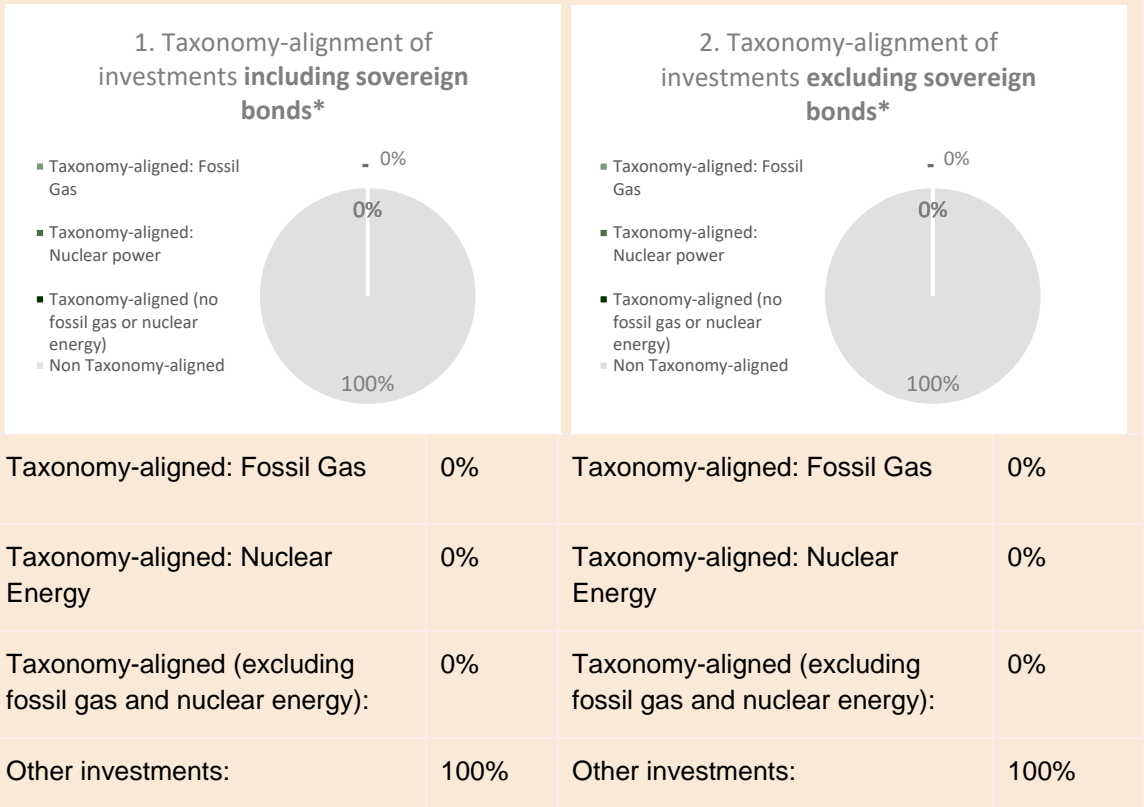 1. Taxonomy-alignment of
investments including sovereign
bonds*
Taxonomy-aligned: Fossil
Gas
Taxonomy-aligned:
Nuclear power
Taxonomy-aligned (no
fossil gas or nuclear
energy)
Non Taxonomy-aligned
- 0%
0%
100%
2. Taxonomy-alignment of
investments excluding sovereign
bonds*
Taxonomy-aligned: Fossil
Gas
Taxonomy-aligned:
Nuclear power
Taxonomy-aligned (no
fossil gas or nuclear
energy)
Non Taxonomy-aligned
- 0%
0%
100%
Taxonomy-aligned: Fossil Gas 0% Taxonomy-aligned: Fossil Gas 0%
Taxonomy-aligned: Nuclear
Energy
0%
Taxonomy-aligned: Nuclear
Energy
0%
Taxonomy-aligned (excluding
fossil gas and nuclear energy):
0%
Taxonomy-aligned (excluding
fossil gas and nuclear energy):
0%
Other investments: 100% Other investments: 100%